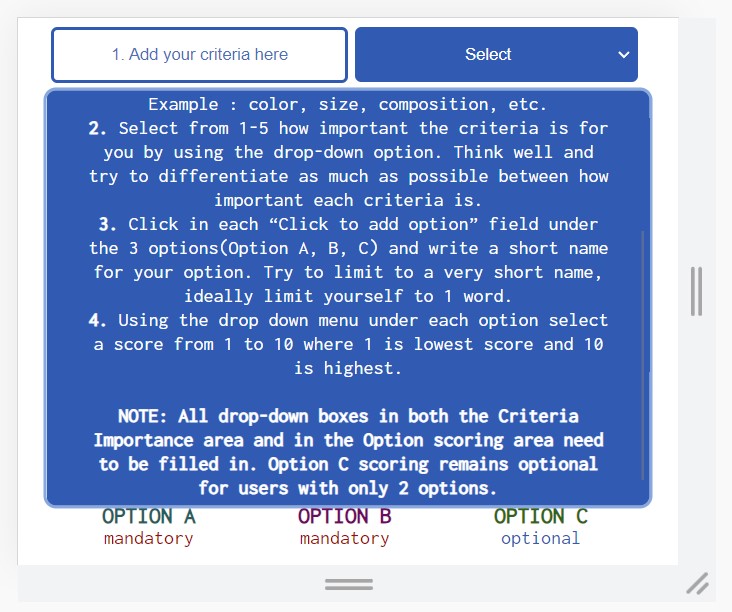 1. Add your criteria here
Select
Example : color, size, composition, etc.
2. Select from 1-5 how important the criteria is for
you by using the drop-down option. Think well and
try to differentiate as much as possible between how
important each criteria is.
3. Click in each “Click to add option” field under
the 3 options(Option A, B, C) and write a short name
for your option. Try to limit to a very short name,
ideally limit yourself to 1 word.
4. Using the drop down menu under each option select
a score from 1 to 10 where 1 is lowest score and 10
is highest.
NOTE: All drop-down boxes in both the Criteria
Importance area and in the Option scoring area need
to be filled in. Option C scoring remains optional
for users with only 2 options.
OPTION A
mandatory
OPTION B
mandatory
OPTION C
optional